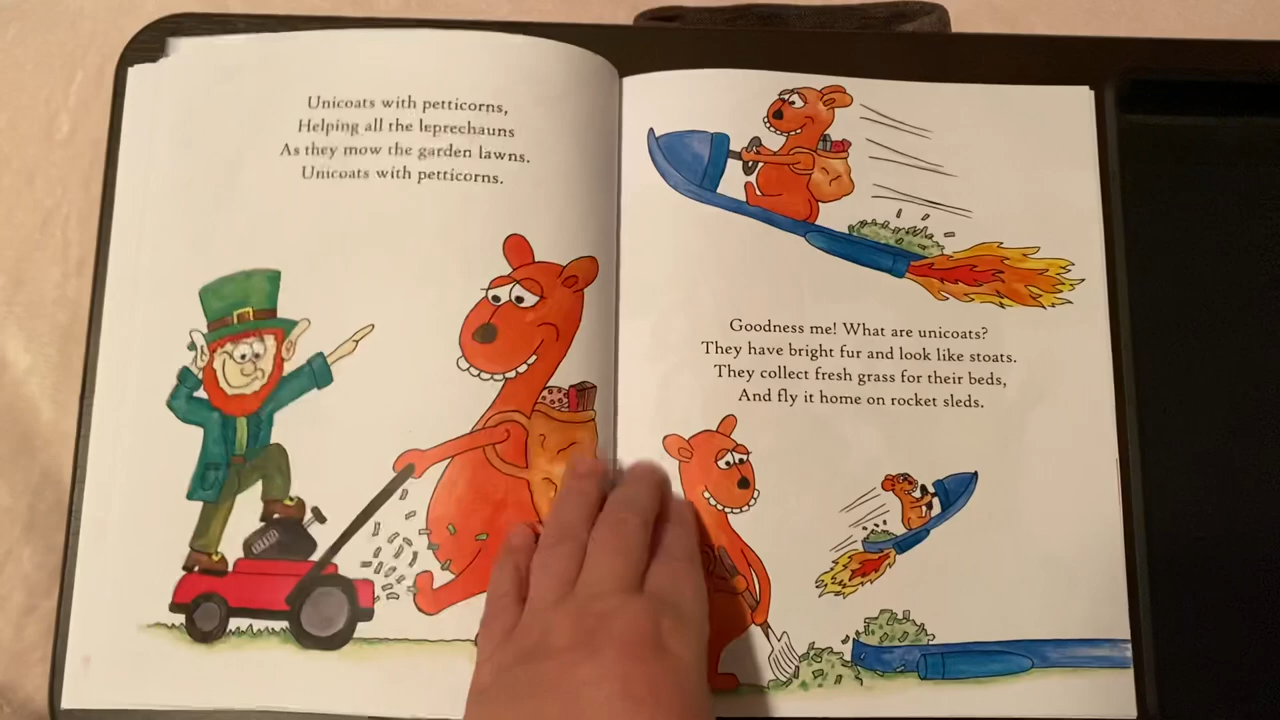 Unicoats with petticorns,
Helping all the leprechauns
As they mow the garden lawns.
Unicoats with petticorns.
Goodness me! What are unicoats?
They have bright fur and look like stoats.
They collect fresh grass for their beds,
And fly it home on rocket sleds.